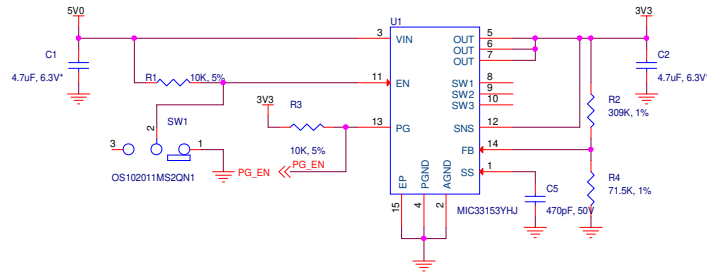 5V0
3V3
U1
C1
4.7uF, 6.3V*
3
VIN
OUT
5
OUT
6
OUT
7
C2
4.7uF, 6.3V*
R1
10K, 5%
11
EN
SW1
8
SW2
9
SW3
10
R2
309K, 1%
3V3
R3
10K, 5%
13
PG
SNS
12
SW1
3
2
1
OS102011MS2QN1
PG_EN
PG_EN
FB
14
SS
1
R4
71.5K, 1%
C5
470pF, 50V
EP
PGND
AGND
15
4
2
MIC33153YHJ